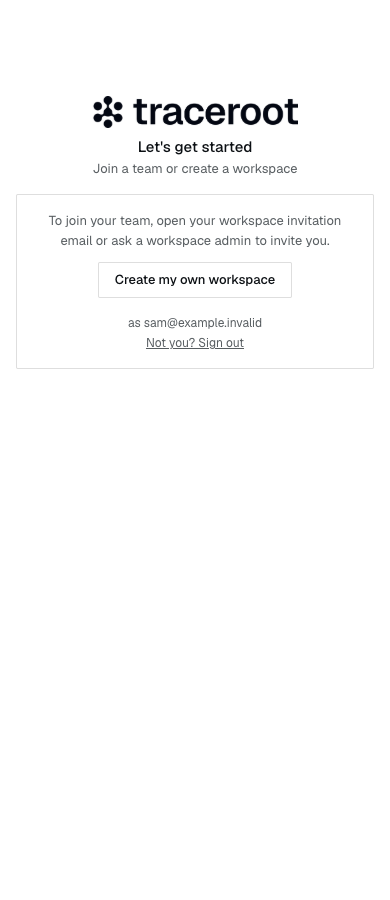 traceroot
Let's get started
Join a team or create a workspace
To join your team, open your workspace invitation
email or ask a workspace admin to invite you.
Create my own workspace
as sam@example.invalid
Not you? Sign out